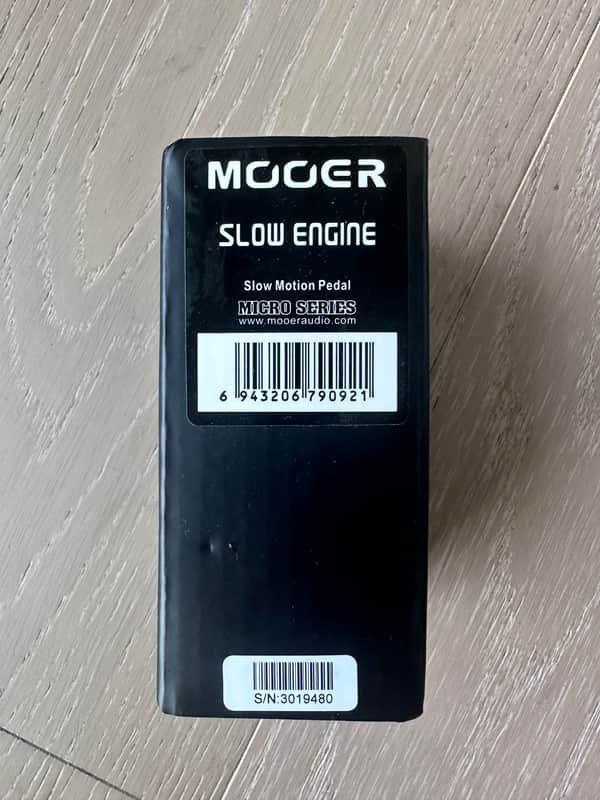 MOOER
SLOW ENGINE
Slow Motion Pedal
MICRO SERIES
www.mooeraudio.com
6 943206 790921
S/N:3019480